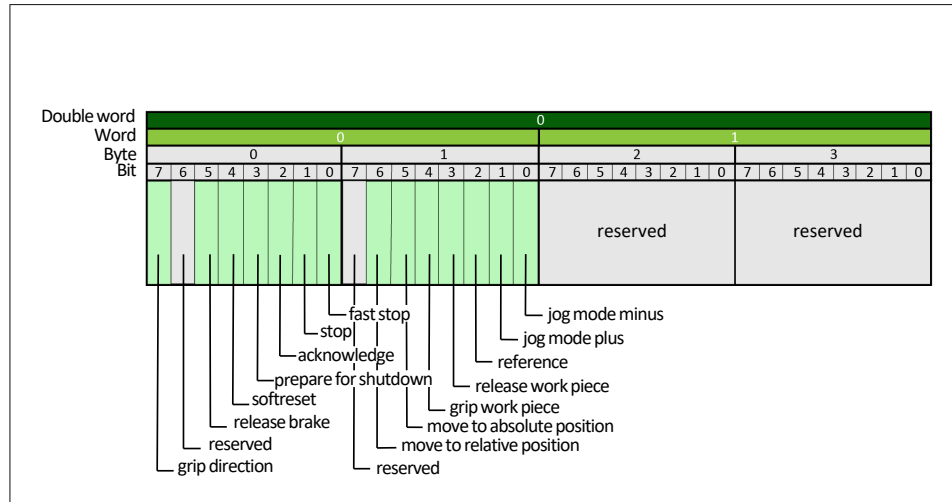 Double word 0
Word 0 1
Byte 0 1 2 3
Bit 7 6 5 4 3 2 1 0 7 6 5 4 3 2 1 0 7 6 5 4 3 2 1 0 7 6 5 4 3 2 1 0
reserved reserved
fast stop jog mode minus
stop jog mode plus
acknowledge reference
prepare for shutdown release work piece
softreset grip work piece
release brake move to absolute position
reserved move to relative position
grip direction reserved